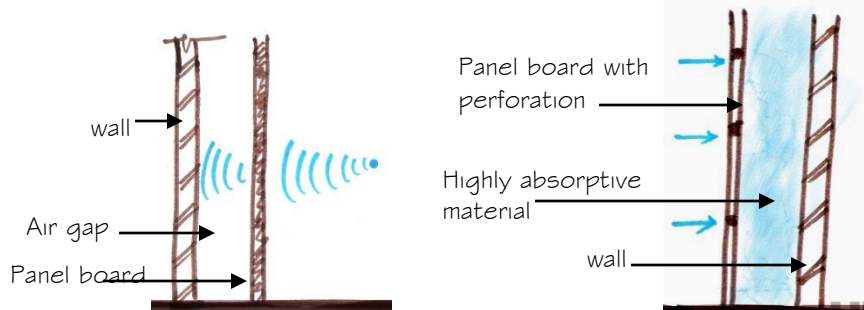 wall
Air gap
Panel board
Panel board with
perforation
Highly absorptive
material
wall